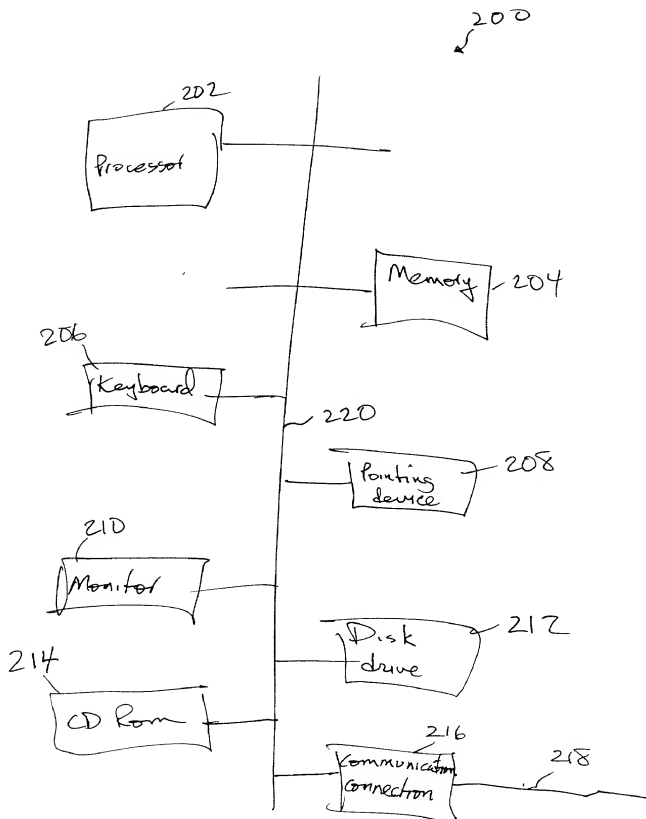 200
202
Processor
Memory
204
206
Keyboard
220
Pointing
device
208
210
Monitor
Disk
drive
212
214
CD Rom
216
Communication
connection
218